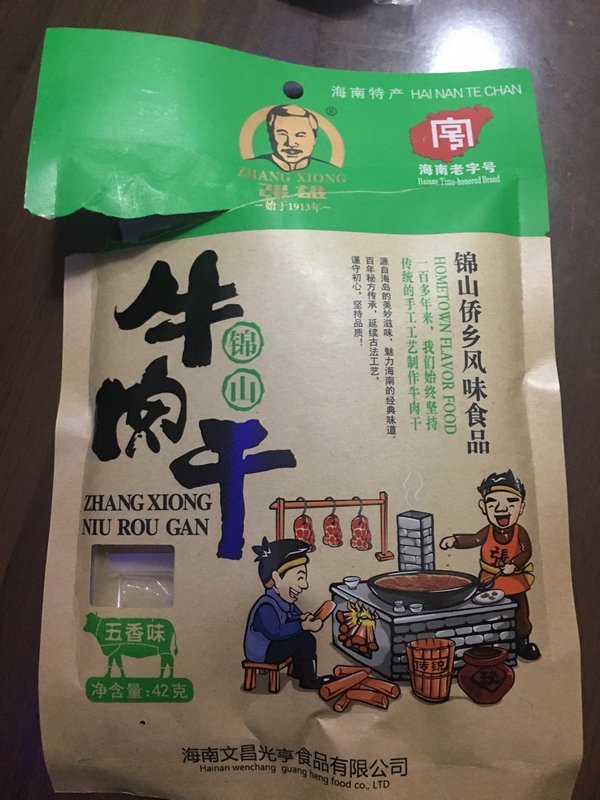 海南特产 HAI NAN TE CHAN
®
ZHANG XIONG
张雄
始于1913年
字号
海南老字号
Hainan Time-honored Brand
锦山侨乡风味食品
HOMETOWN FLAVOR FOOD
一百多年来，我们始终坚持
传统的手工工艺制作牛肉干
源自海岛的美妙滋味，魅力海南的经典味道。
百年秘方传承，延续古法工艺，
谨守初心，坚持品质！
牛肉干
锦山
ZHANG XIONG
NIU ROU GAN
張
传统
秘
五香味
净含量:42克
海南文昌光亨食品有限公司
Hainan wenchang guang heng food co., LTD